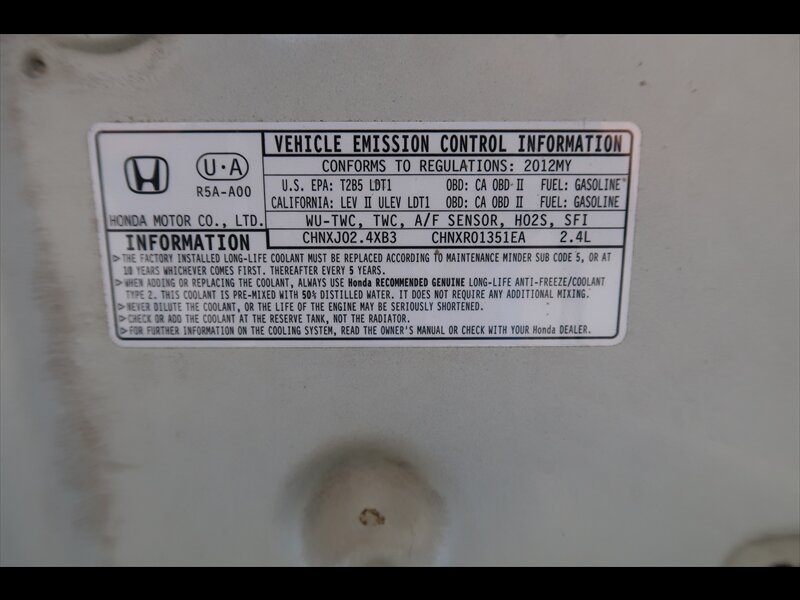 VEHICLE EMISSION CONTROL INFORMATION
U·A
R5A-A00
HONDA MOTOR CO., LTD.
CONFORMS TO REGULATIONS: 2012MY
U.S. EPA: T2B5 LDT1 OBD: CA OBD II FUEL: GASOLINE
CALIFORNIA: LEV II ULEV LDT1 OBD: CA OBD II FUEL: GASOLINE
WU-TWC, TWC, A/F SENSOR, HO2S, SFI
CHNXJ02.4XB3 CHNXR01351EA 2.4L
INFORMATION
>THE FACTORY INSTALLED LONG-LIFE COOLANT MUST BE REPLACED ACCORDING TO MAINTENANCE MINDER SUB CODE 5, OR AT
10 YEARS WHICHEVER COMES FIRST. THEREAFTER EVERY 5 YEARS.
>WHEN ADDING OR REPLACING THE COOLANT, ALWAYS USE Honda RECOMMENDED GENUINE LONG-LIFE ANTI-FREEZE/COOLANT
TYPE 2. THIS COOLANT IS PRE-MIXED WITH 50% DISTILLED WATER. IT DOES NOT REQUIRE ANY ADDITIONAL MIXING.
>NEVER DILUTE THE COOLANT, OR THE LIFE OF THE ENGINE MAY BE SERIOUSLY SHORTENED.
>CHECK OR ADD THE COOLANT AT THE RESERVE TANK, NOT THE RADIATOR.
>FOR FURTHER INFORMATION ON THE COOLING SYSTEM, READ THE OWNER'S MANUAL OR CHECK WITH YOUR Honda DEALER.